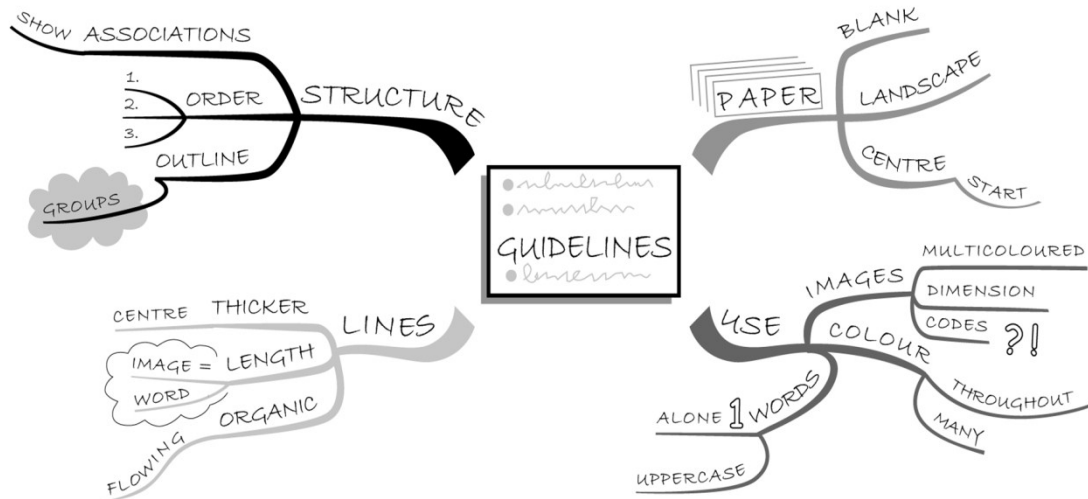 GUIDELINES
STRUCTURE
ASSOCIATIONS
SHOW
ORDER
1.
2.
3.
OUTLINE
GROUPS
PAPER
BLANK
LANDSCAPE
CENTRE
START
USE
IMAGES
MULTICOLOURED
DIMENSION
CODES ?!
COLOUR
THROUGHOUT
MANY
WORDS
ALONE 1
UPPERCASE
LINES
THICKER
CENTRE
LENGTH
IMAGE =
WORD
ORGANIC
FLOWING